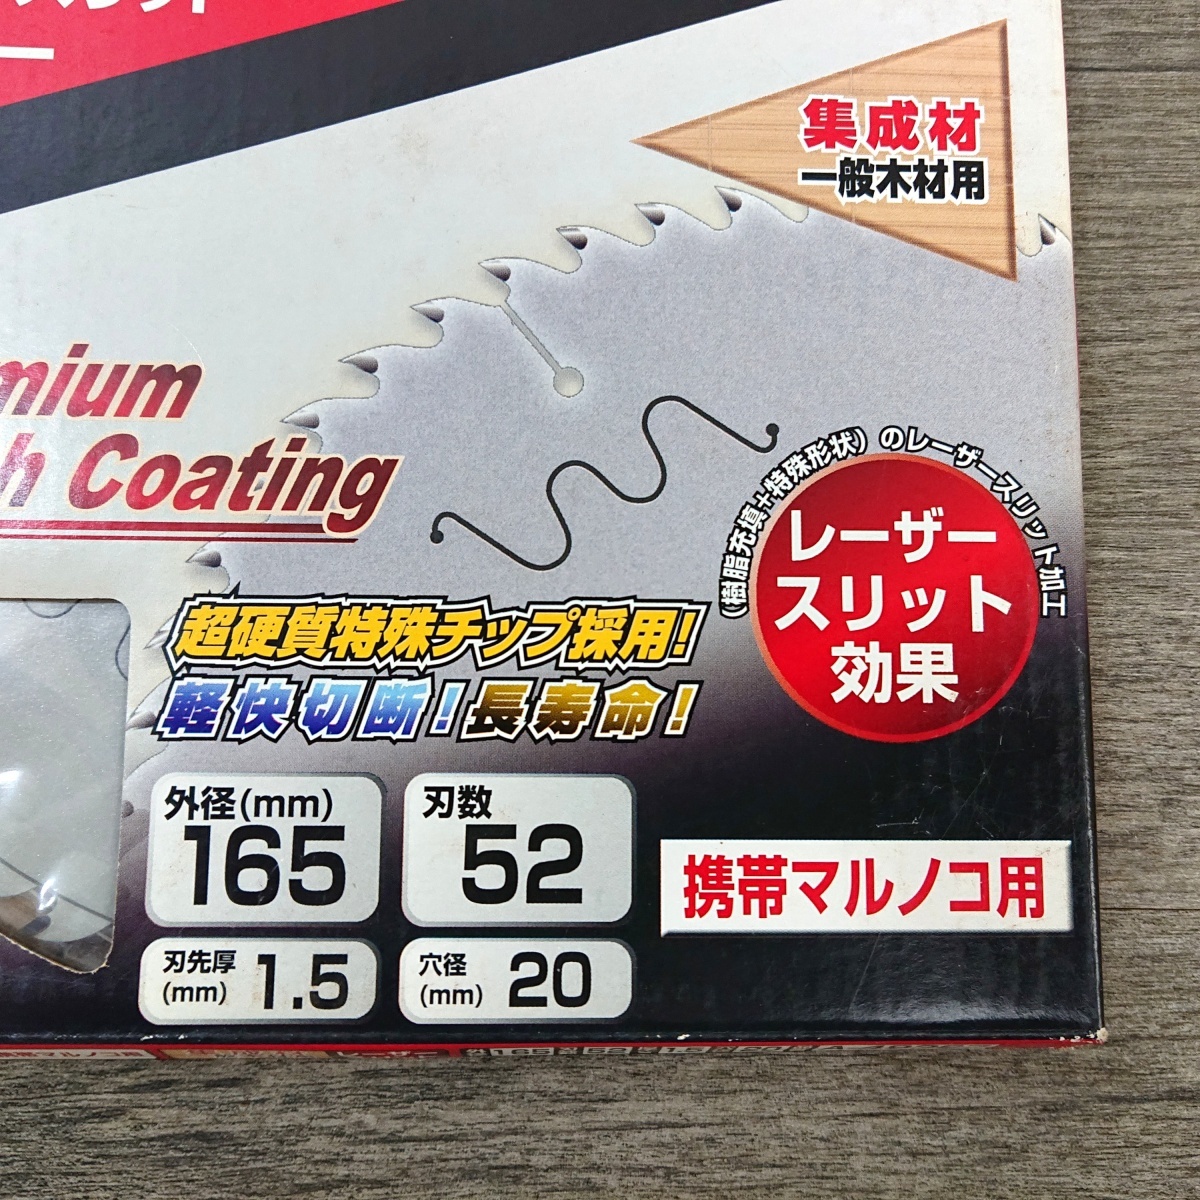 集成材
一般木材用
mium
h Coating
(樹脂充填+特殊形状)のレーザースリット加工
レーザー
スリット
効果
超硬質特殊チップ採用!
軽快切断!長寿命!
外径(mm)
165
刃数
52
携帯マルノコ用
刃先厚
(mm)
1.5
穴径
(mm)
20